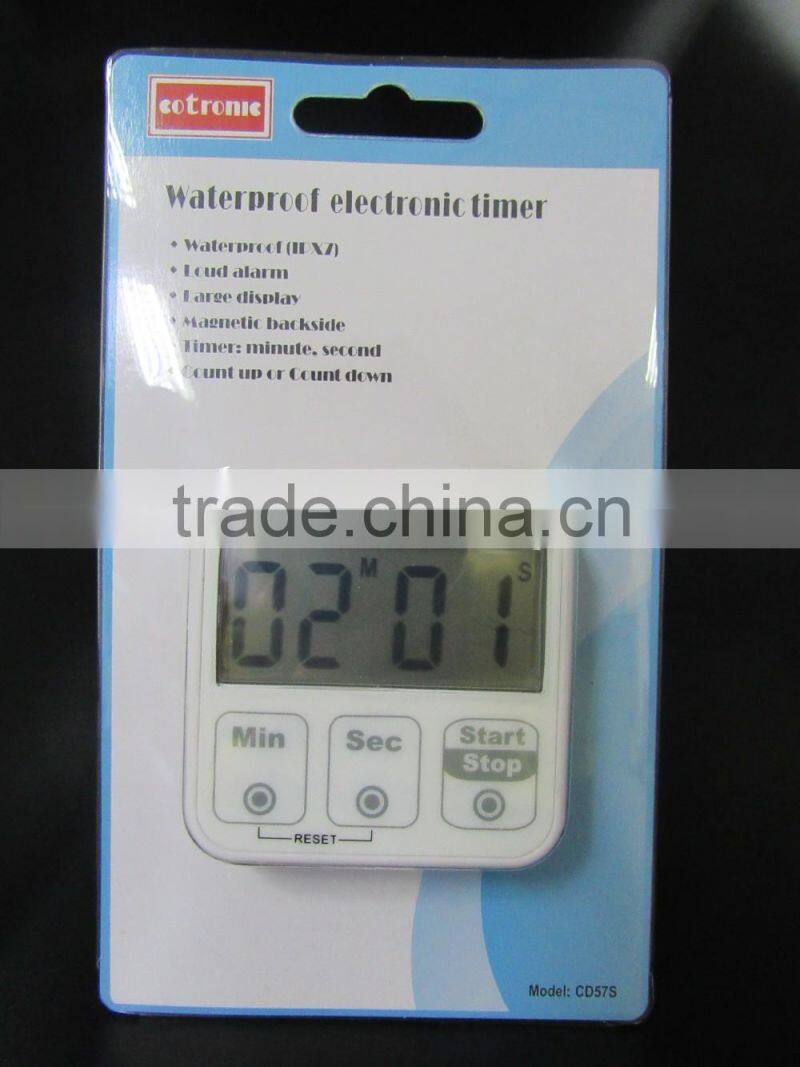 cotronic
Waterproof electronic timer
• Waterproof (IPX7)
• Loud alarm
• Large display
• Magnetic backside
Timer: minute, second
• Count up or Count down
trade.china.cn
02 M 01 S
Min Sec Start
Stop
RESET
Model: CD57S